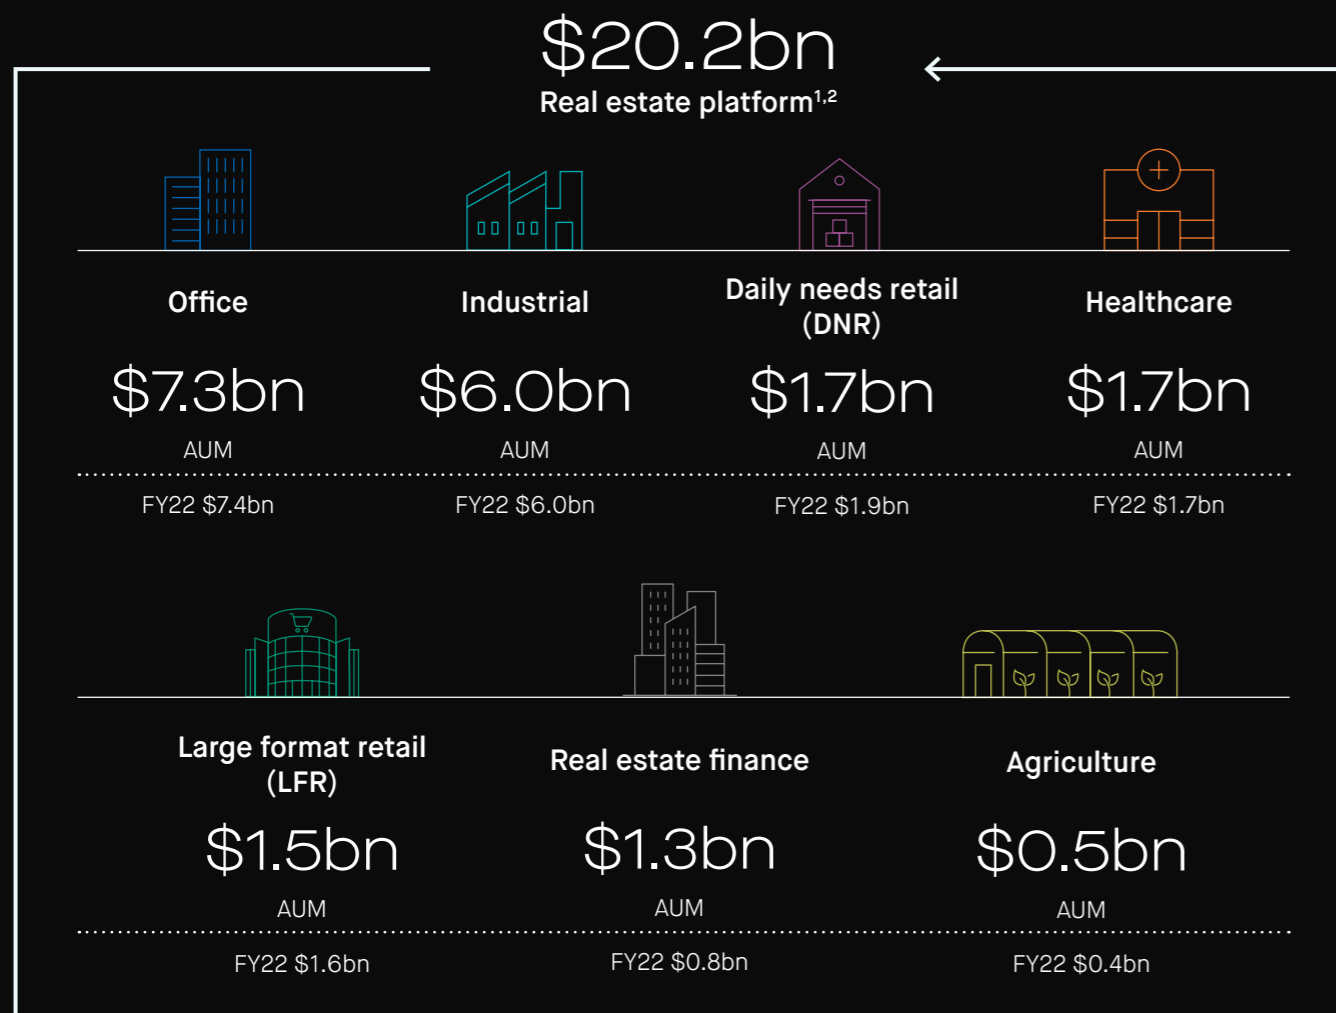 $20.2bn
Real estate platform1,2
Office
Industrial
Daily needs retail
(DNR)
Healthcare
$7.3bn
$6.0bn
$1.7bn
$1.7bn
AUM
AUM
AUM
AUM
FY22 $7.4bn
FY22 $6.0bn
FY22 $1.9bn
FY22 $1.7bn
Large format retail
(LFR)
Real estate finance
Agriculture
$1.5bn
$1.3bn
$0.5bn
AUM
AUM
AUM
FY22 $1.6bn
FY22 $0.8bn
FY22 $0.4bn